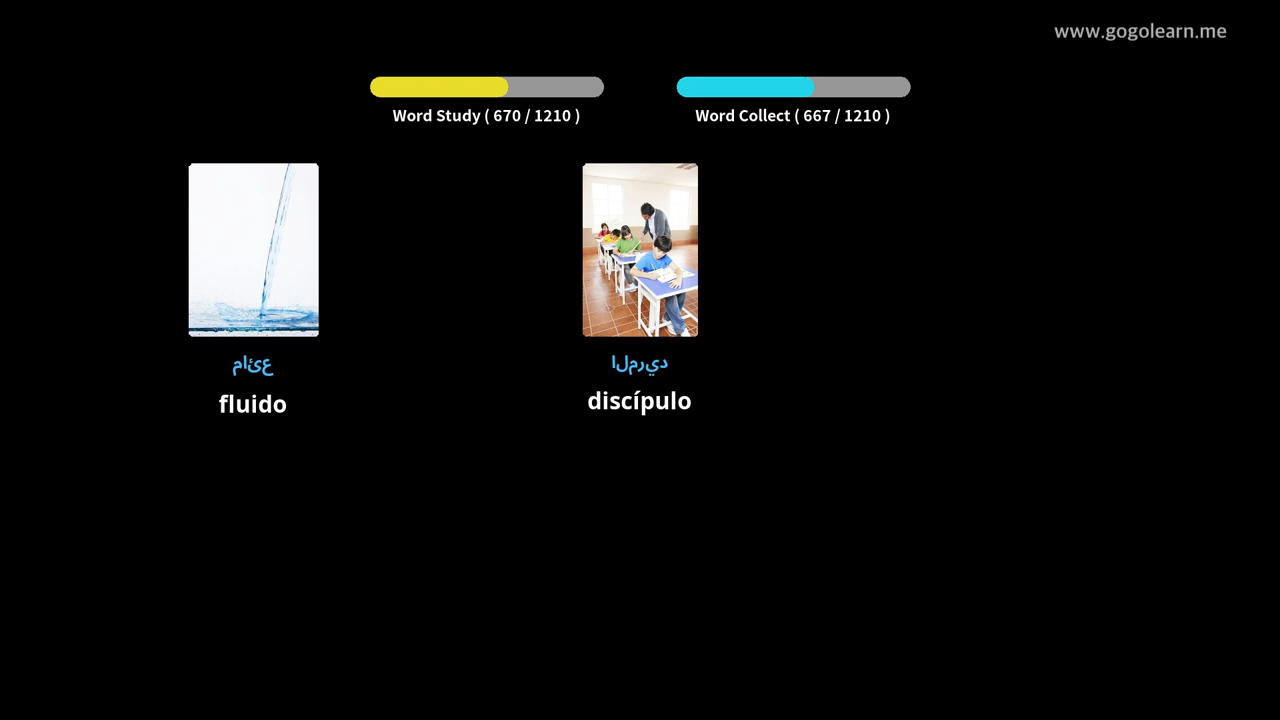 www.gogolearn.me
Word Study ( 670 / 1210 )
Word Collect ( 667 / 1210 )
مائع
fluido
المريد
discípulo